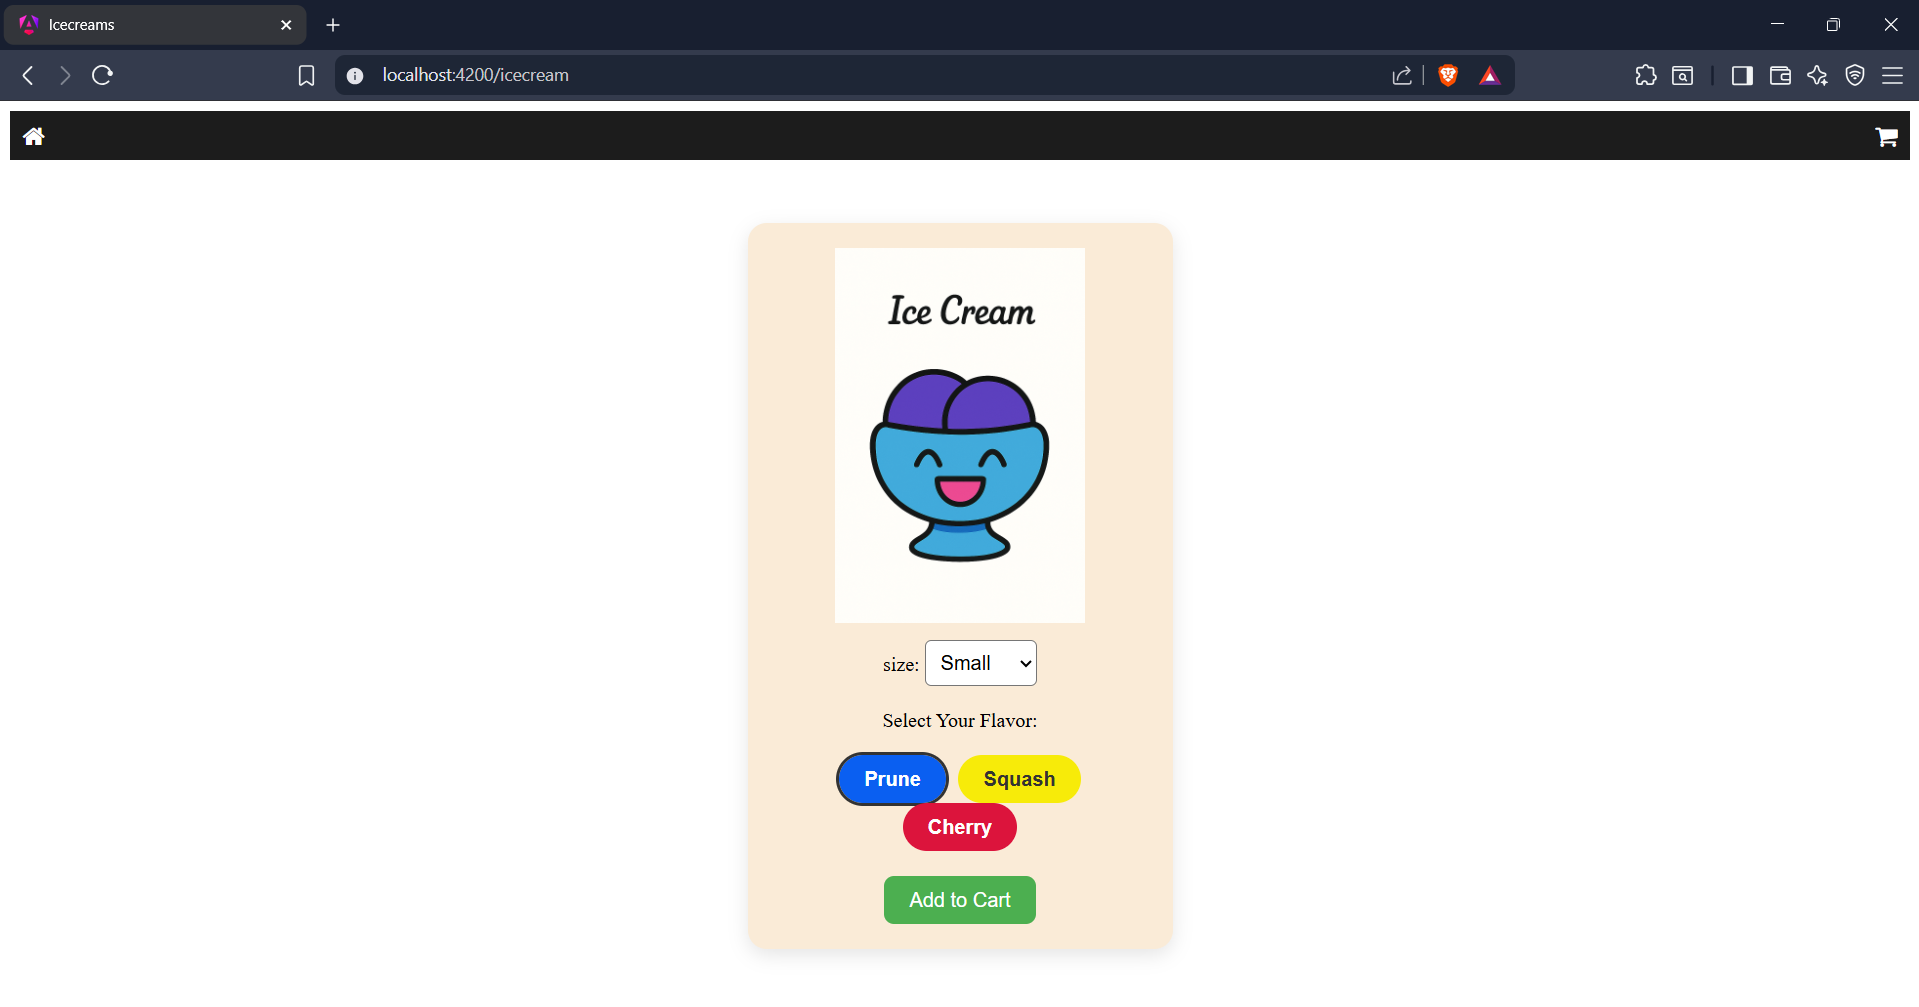 Icecreams
localhost:4200/icecream
Ice Cream
size: Small
Select Your Flavor:
Prune Squash
Cherry
Add to Cart